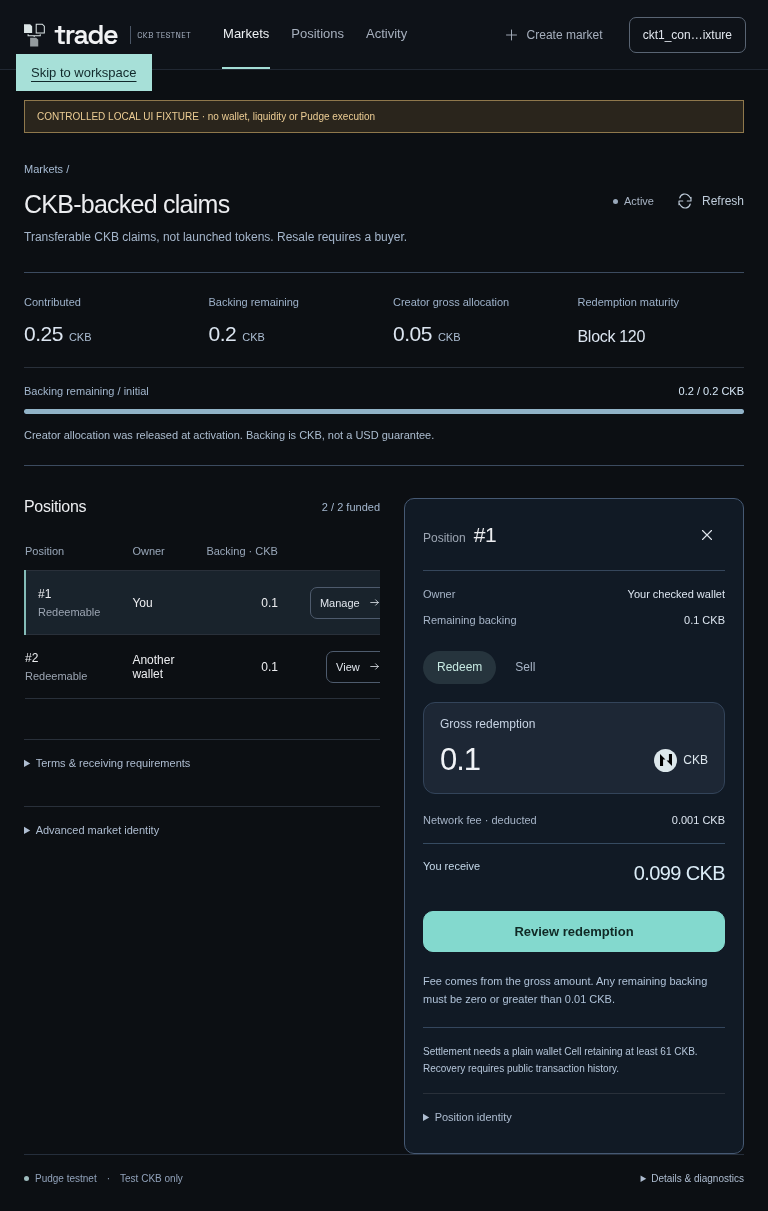 trade
CKB TESTNET
Markets
Positions
Activity
Create market
ckt1_con…ixture
Skip to workspace
CONTROLLED LOCAL UI FIXTURE · no wallet, liquidity or Pudge execution
Markets /
CKB-backed claims
Active
Refresh
Transferable CKB claims, not launched tokens. Resale requires a buyer.
Contributed
Backing remaining
Creator gross allocation
Redemption maturity
0.25 CKB
0.2 CKB
0.05 CKB
Block 120
Backing remaining / initial
0.2 / 0.2 CKB
Creator allocation was released at activation. Backing is CKB, not a USD guarantee.
Positions
2 / 2 funded
Position
Owner
Backing · CKB
#1
Redeemable
You
0.1
Manage →
#2
Redeemable
Another
wallet
0.1
View →
Terms & receiving requirements
Advanced market identity
Position #1
Owner
Your checked wallet
Remaining backing
0.1 CKB
Redeem
Sell
Gross redemption
0.1
CKB
Network fee · deducted
0.001 CKB
You receive
0.099 CKB
Review redemption
Fee comes from the gross amount. Any remaining backing
must be zero or greater than 0.01 CKB.
Settlement needs a plain wallet Cell retaining at least 61 CKB.
Recovery requires public transaction history.
Position identity
Pudge testnet · Test CKB only
Details & diagnostics